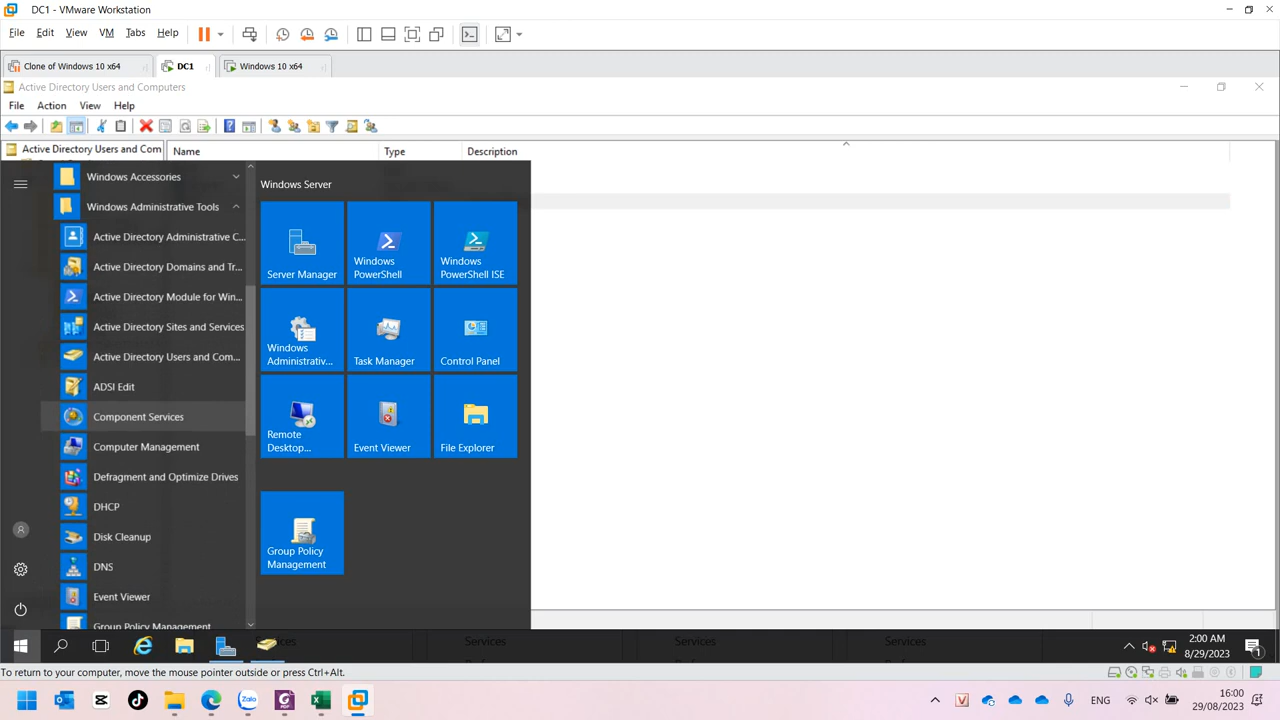 DC1 - VMware Workstation
File Edit View VM Tabs Help
Clone of Windows 10 x64 DC1 Windows 10 x64
Active Directory Users and Computers
File Action View Help
Active Directory Users and Com Name Type Description
Windows Accessories
Windows Administrative Tools
Active Directory Administrative C...
Active Directory Domains and Tr...
Active Directory Module for Win...
Active Directory Sites and Services
Active Directory Users and Com...
ADSI Edit
Component Services
Computer Management
Defragment and Optimize Drives
DHCP
Disk Cleanup
DNS
Event Viewer
Group Policy Management
Windows Server
Server Manager
Windows PowerShell
Windows PowerShell ISE
Windows Administrativ...
Task Manager
Control Panel
Remote Desktop...
Event Viewer
File Explorer
Group Policy Management
Services Services Services Services
2:00 AM
8/29/2023
1
To return to your computer, move the mouse pointer outside or press Ctrl+Alt.
Zalo
PDF
V
ENG
16:00
29/08/2023